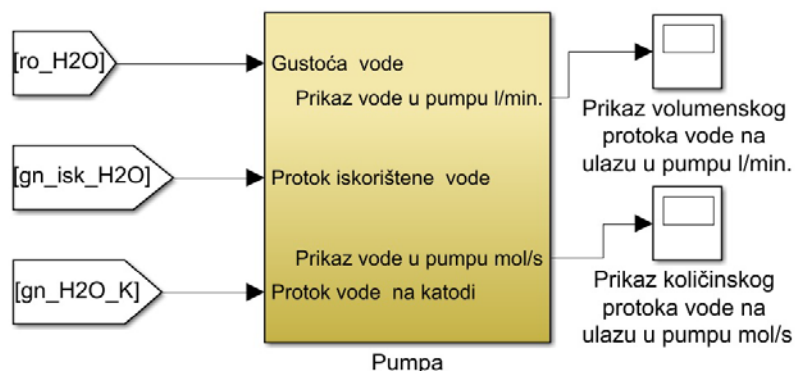 [ro_H2O]
Gustoća vode
Prikaz vode u pumpu l/min.
Prikaz volumenskog
protoka vode na
ulazu u pumpu l/min.
[gn_isk_H2O]
Protok iskorištene vode
Prikaz vode u pumpu mol/s
[gn_H2O_K]
Protok vode na katodi
Prikaz količinskog
protoka vode na
ulazu u pumpu mol/s
Pumpa